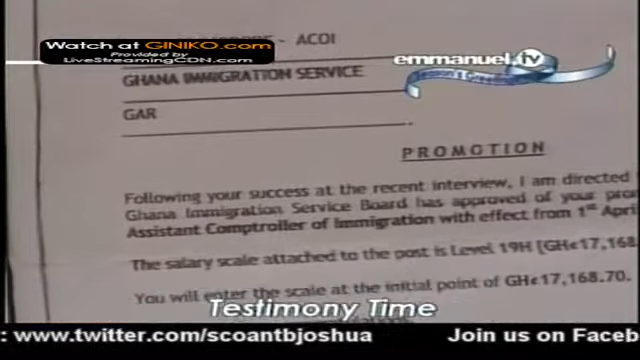 Watch at GINIKO.com
Provided by
LiveStreamingCDN.com
- ACOI
emmanuel.tv
Season's Greetings
GHANA IMMIGRATION SERVICE
GAR
PROMOTION
Following your success at the recent interview, I am directed
Ghana Immigration Service Board has approved of your
Assistant Comptroller of Immigration with effect from 1st
The salary scale attached to the post is Level 19H [GH¢17,168
You will enter the scale at the initial point of GH¢17,168.70.
Testimony Time
: www.twitter.com/scoantbjoshua Join us on Faceb